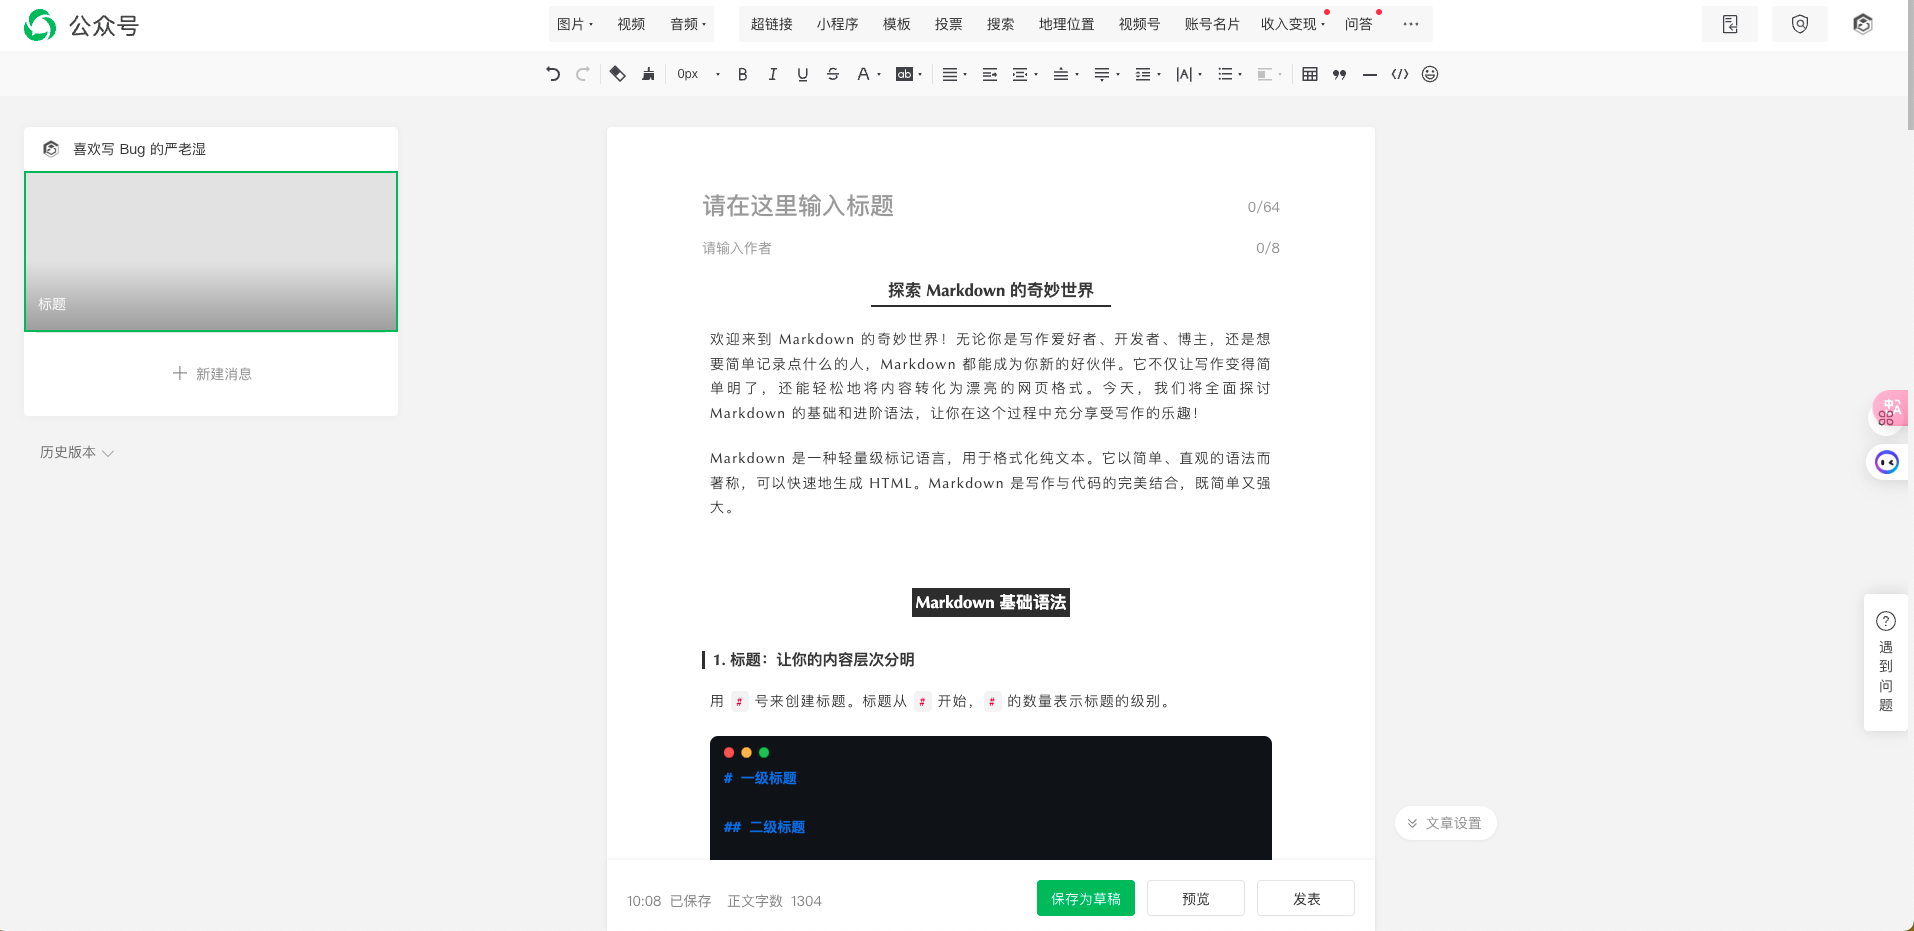 公众号
图片 视频 音频 超链接 小程序 模板 投票 搜索 地理位置 视频号 账号名片 收入变现 问答 ···
0px B I U S A ab |A| </>
喜欢写 Bug 的严老湿
标题
新建消息
历史版本
请在这里输入标题 0/64
请输入作者 0/8
探索 Markdown 的奇妙世界
欢迎来到 Markdown 的奇妙世界！无论你是写作爱好者、开发者、博主，还是想
要简单记录点什么的人，Markdown 都能成为你新的好伙伴。它不仅让写作变得简
单明了，还能轻松地将内容转化为漂亮的网页格式。今天，我们将全面探讨
Markdown 的基础和进阶语法，让你在这个过程中充分享受写作的乐趣！
Markdown 是一种轻量级标记语言，用于格式化纯文本。它以简单、直观的语法而
著称，可以快速地生成 HTML。Markdown 是写作与代码的完美结合，既简单又强
大。
Markdown 基础语法
1. 标题：让你的内容层次分明
用 # 号来创建标题。标题从 # 开始， # 的数量表示标题的级别。
# 一级标题
## 二级标题
10:08 已保存 正文字数 1304
保存为草稿 预览 发表
文章设置
中A
?
遇
到
问
题